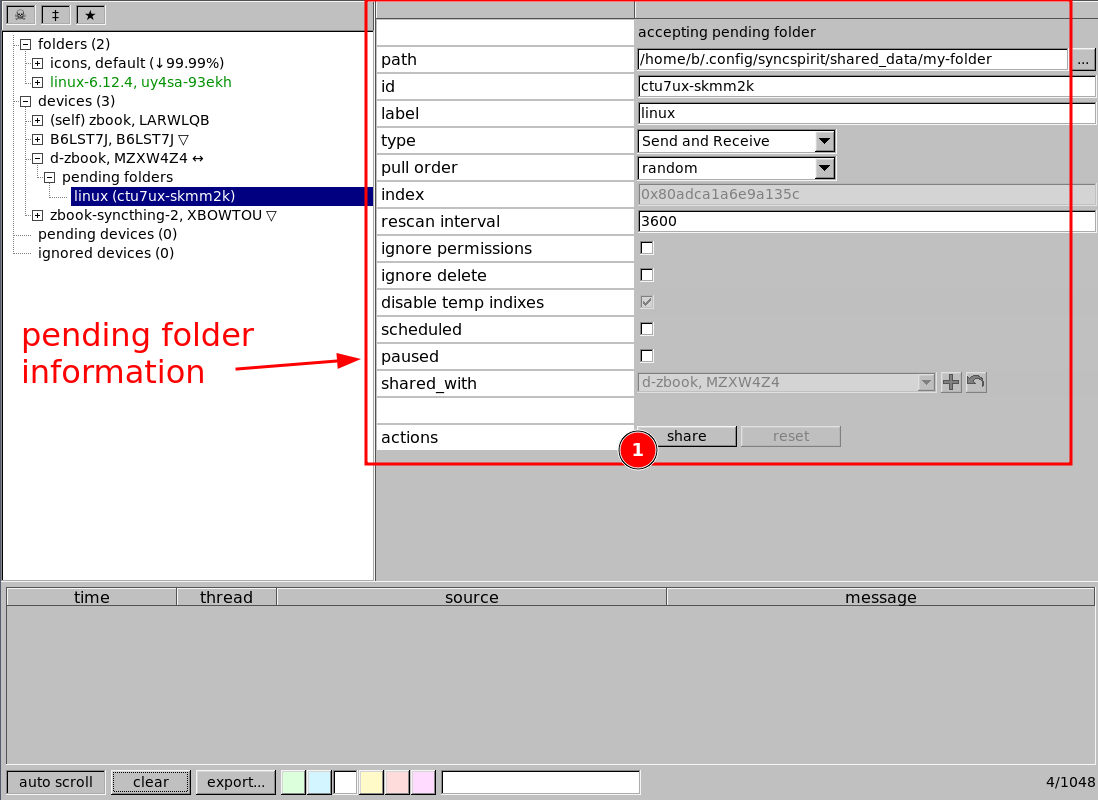 ☠ ‡ ★
folders (2)
icons, default (↓99.99%)
linux-6.12.4, uy4sa-93ekh
devices (3)
(self) zbook, LARWLQB
B6LST7J, B6LST7J ▽
d-zbook, MZXW4Z4 ↔
pending folders
linux (ctu7ux-skmm2k)
zbook-syncthing-2, XBOWTOU ▽
pending devices (0)
ignored devices (0)
pending folder
information
accepting pending folder
path /home/b/.config/syncspirit/shared_data/my-folder ...
id ctu7ux-skmm2k
label linux
type Send and Receive
pull order random
index 0x80adca1a6e9a135c
rescan interval 3600
ignore permissions
ignore delete
disable temp indixes
scheduled
paused
shared_with d-zbook, MZXW4Z4
actions share reset
1
time thread source message
auto scroll clear export... 4/1048